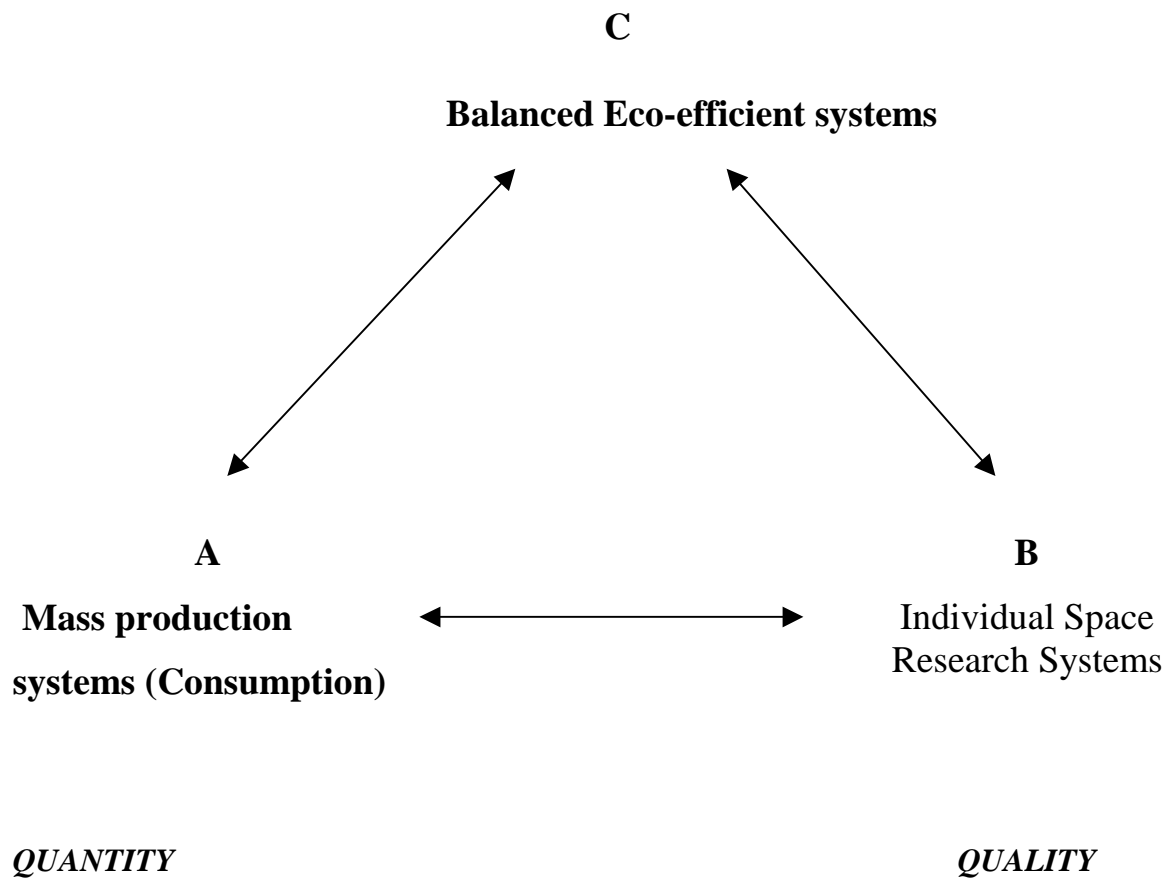 C
Balanced Eco-efficient systems
A
Mass production
systems (Consumption)
B
Individual Space
Research Systems
QUANTITY
QUALITY